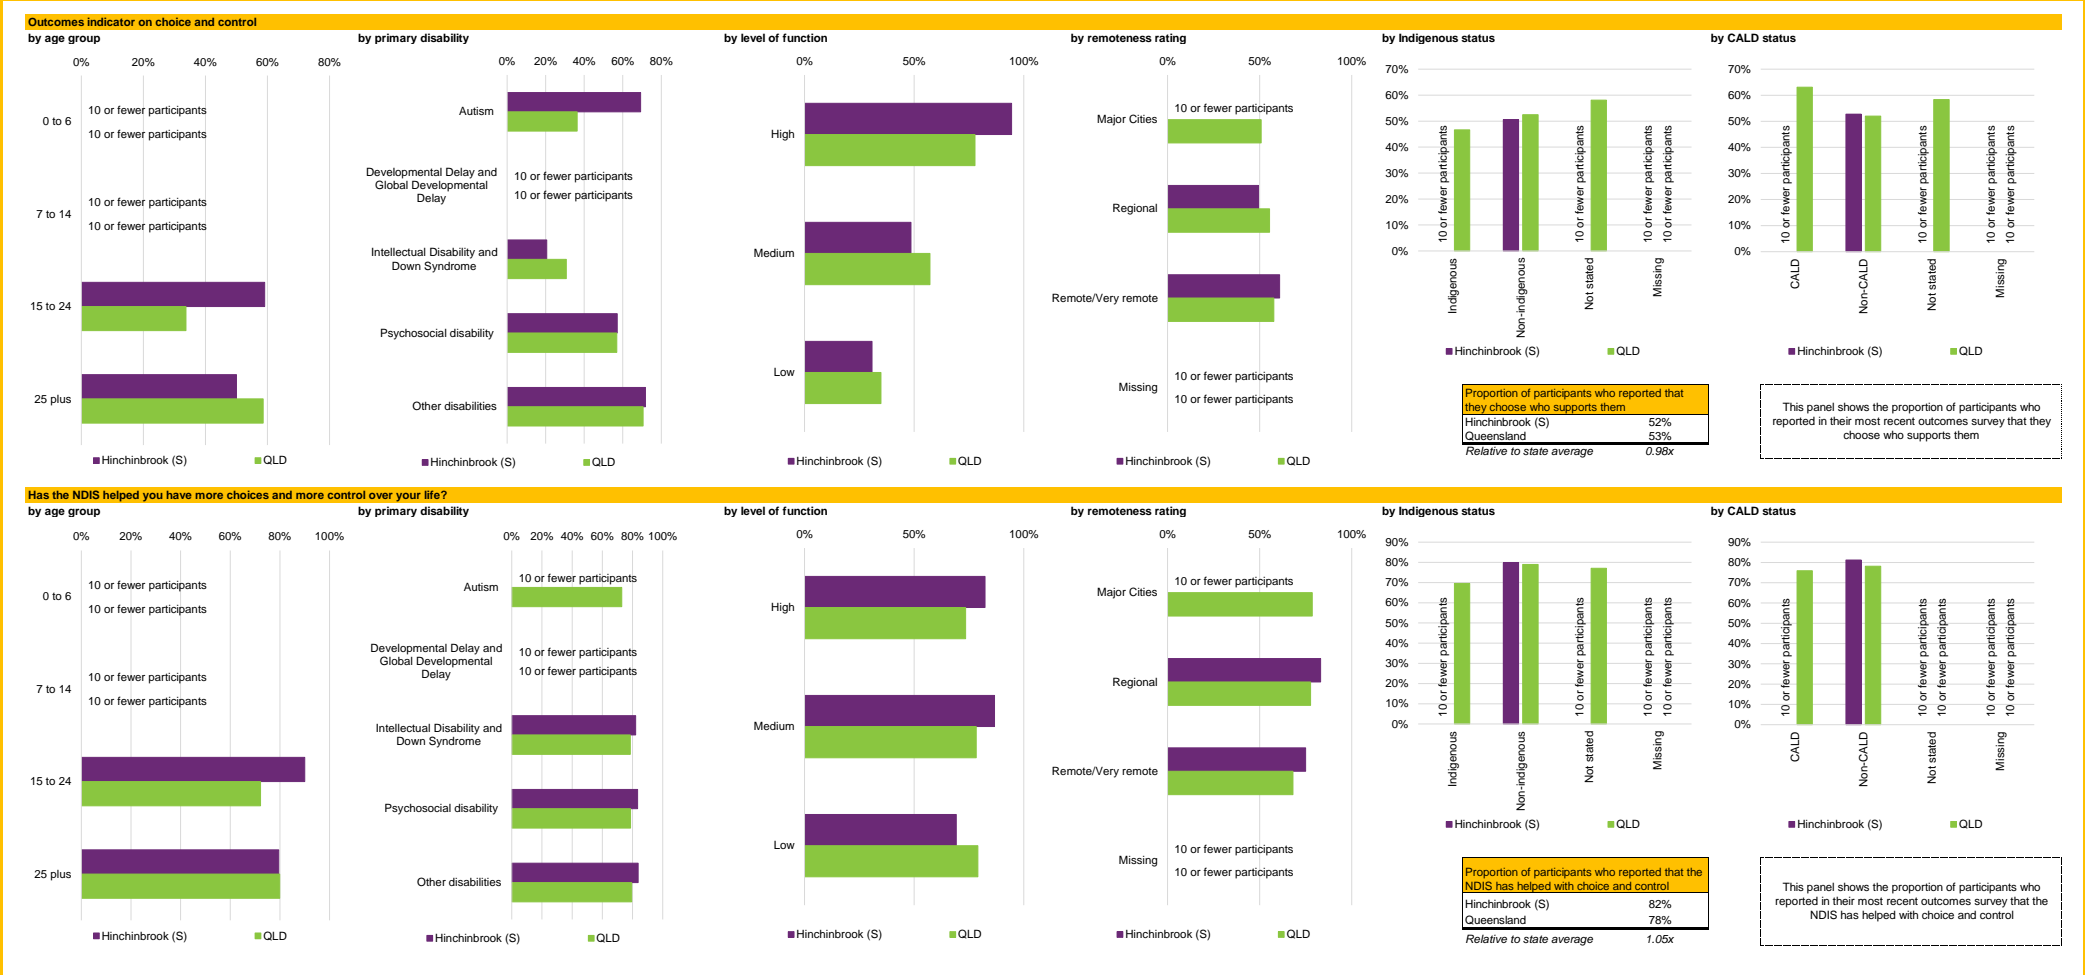 Outcomes indicator on choice and control
by age group
0% 20% 40% 60% 80%
0 to 6
10 or fewer participants
10 or fewer participants
7 to 14
10 or fewer participants
10 or fewer participants
15 to 24
25 plus
Hinchinbrook (S) QLD
by primary disability
0% 20% 40% 60% 80%
Autism
Developmental Delay and
Global Developmental
Delay
10 or fewer participants
10 or fewer participants
Intellectual Disability and
Down Syndrome
Psychosocial disability
Other disabilities
Hinchinbrook (S) QLD
by level of function
0% 50% 100%
High
Medium
Low
Hinchinbrook (S) QLD
by remoteness rating
0% 50% 100%
Major Cities
10 or fewer participants
Regional
Remote/Very remote
Missing
10 or fewer participants
10 or fewer participants
Hinchinbrook (S) QLD
by Indigenous status
70%
60%
50%
40%
30%
20%
10%
0%
10 or fewer participants
10 or fewer participants
10 or fewer participants
10 or fewer participants
Indigenous
Non-indigenous
Not stated
Missing
Hinchinbrook (S) QLD
by CALD status
70%
60%
50%
40%
30%
20%
10%
0%
10 or fewer participants
10 or fewer participants
10 or fewer participants
10 or fewer participants
CALD
Non-CALD
Not stated
Missing
Hinchinbrook (S) QLD
Proportion of participants who reported that
they choose who supports them
Hinchinbrook (S) 52%
Queensland 53%
Relative to state average 0.98x
This panel shows the proportion of participants who
reported in their most recent outcomes survey that they
choose who supports them
Has the NDIS helped you have more choices and more control over your life?
by age group
0% 20% 40% 60% 80% 100%
0 to 6
10 or fewer participants
10 or fewer participants
7 to 14
10 or fewer participants
10 or fewer participants
15 to 24
25 plus
Hinchinbrook (S) QLD
by primary disability
0% 20% 40% 60% 80% 100%
Autism
10 or fewer participants
Developmental Delay and
Global Developmental
Delay
10 or fewer participants
10 or fewer participants
Intellectual Disability and
Down Syndrome
Psychosocial disability
Other disabilities
Hinchinbrook (S) QLD
by level of function
0% 50% 100%
High
Medium
Low
Hinchinbrook (S) QLD
by remoteness rating
0% 50% 100%
Major Cities
10 or fewer participants
Regional
Remote/Very remote
Missing
10 or fewer participants
10 or fewer participants
Hinchinbrook (S) QLD
by Indigenous status
90%
80%
70%
60%
50%
40%
30%
20%
10%
0%
10 or fewer participants
10 or fewer participants
10 or fewer participants
10 or fewer participants
Indigenous
Non-indigenous
Not stated
Missing
Hinchinbrook (S) QLD
by CALD status
90%
80%
70%
60%
50%
40%
30%
20%
10%
0%
10 or fewer participants
10 or fewer participants
10 or fewer participants
10 or fewer participants
10 or fewer participants
CALD
Non-CALD
Not stated
Missing
Hinchinbrook (S) QLD
Proportion of participants who reported that the
NDIS has helped with choice and control
Hinchinbrook (S) 82%
Queensland 78%
Relative to state average 1.05x
This panel shows the proportion of participants who
reported in their most recent outcomes survey that the
NDIS has helped with choice and control